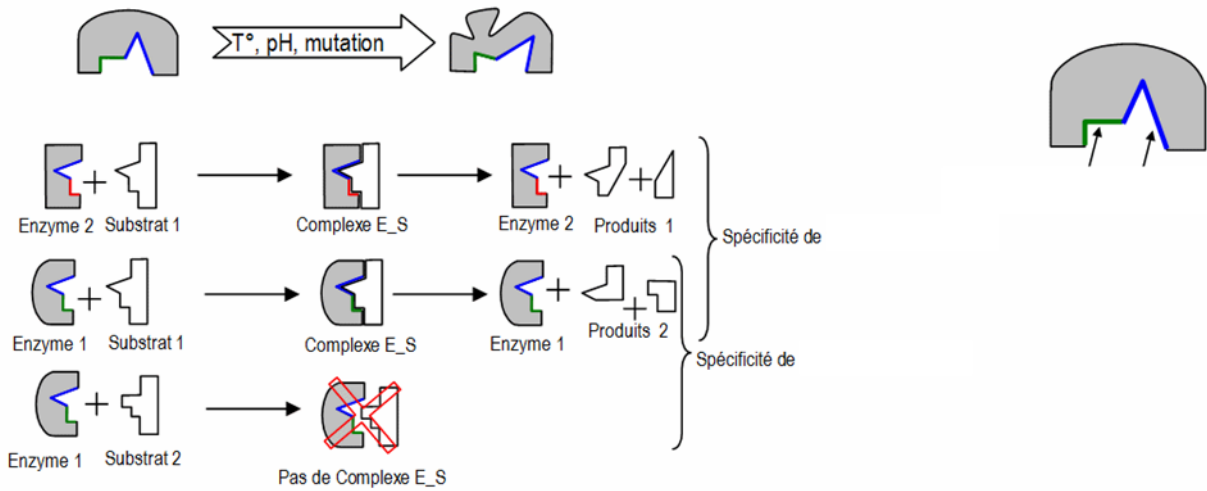 T°, pH, mutation
Enzyme 2 + Substrat 1
Complexe E_S
Enzyme 2 + Produits 1
Spécificité de
Enzyme 1 + Substrat 1
Complexe E_S
Enzyme 1 + Produits 2
Spécificité de
Enzyme 1 + Substrat 2
Pas de Complexe E_S